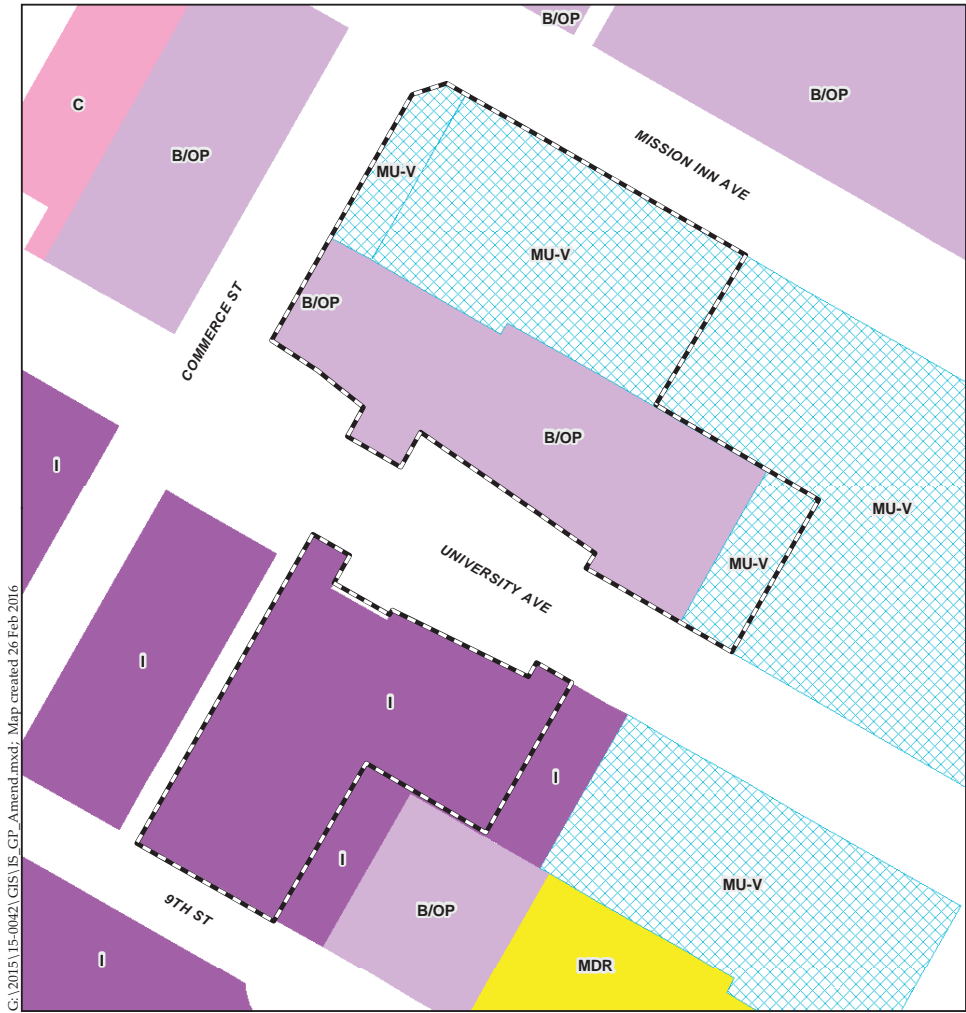 B/OP
B/OP
C
B/OP
MISSION INN AVE
MU-V
MU-V
B/OP
COMMERCE ST
B/OP
I
MU-V
UNIVERSITY AVE
MU-V
I
I
I
I
MU-V
9TH ST
B/OP
I
MDR
G:\2015\15-0042\GIS\IS_GP_Amend.mxd; Map created 26 Feb 2016